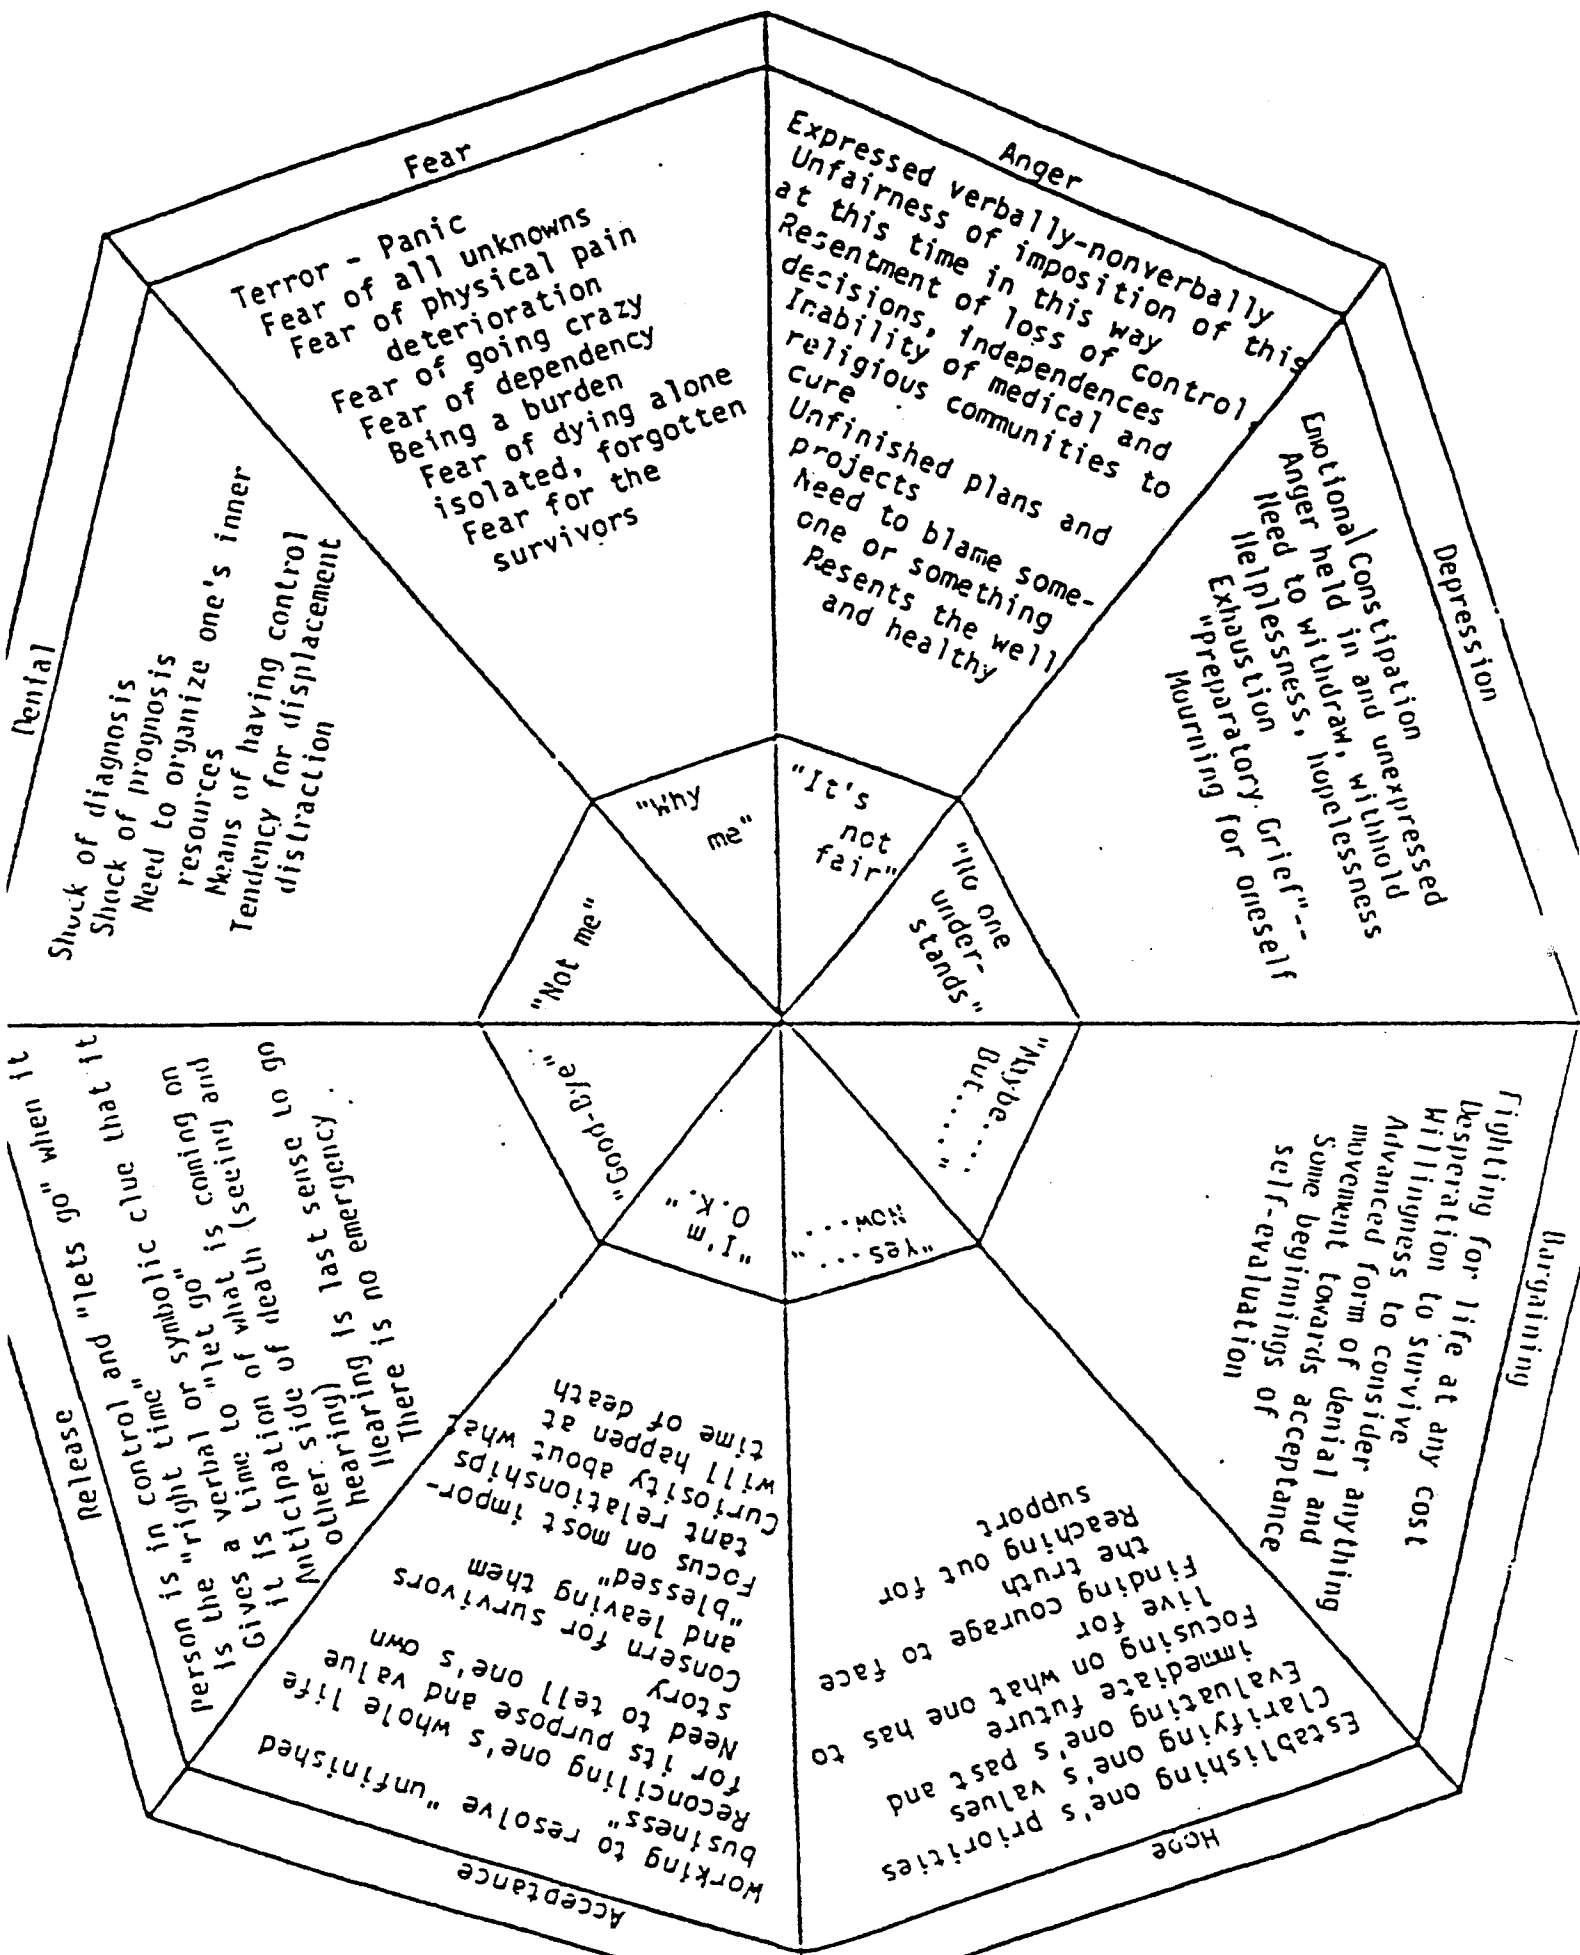 Fear
Terror - Panic
Fear of all unknowns
Fear of physical pain
deterioration
Fear of going crazy
Fear of dependency
Being a burden
Fear of dying alone
isolated, forgotten
Fear for the
survivors
"Why
me"
Anger
Expressed verbally-nonverbally
Unfairness of imposition of this
at this time in this way
Resentment of loss of control,
decisions, independences
Inability of medical and
religious communities to
cure
Unfinished plans and
projects
Need to blame some-
one or something
Resents the well
and healthy
"It's
not
fair"
Depression
Emotional Constipation
Anger held in and unexpressed
Need to withdraw, withhold
Helplessness, hopelessness
Exhaustion
"Preparatory Grief"--
Mourning for oneself
"No one
under-
stands"
Bargaining
Fighting for life at any cost
Desperation to survive
Willingness to consider anything
Advanced form of denial and
movement towards acceptance
Some beginnings of
self-evaluation
"Maybe....
But....."
Hope
Establishing one's priorities
Clarifying one's values
Evaluating one's past and
immediate future
Focusing on what one has to
live for
Finding courage to face
the truth
Reaching out for
support
"Yes...
Now...."
Acceptance
Working to resolve "unfinished
business"
Reconciling one's whole life
for its purpose and value
Need to tell one's own
story
Consern for survivors
and leaving them
"blessed"
Focus on most impor-
tant relationships
Curiosity about what
will happen at
time of death
"I'm
O.K."
Release
Person is in control and "lets go" when it
is the "right time"
Gives a verbal or symbolic clue that it
it is time to "let go"
Anticipation of what is coming on
other side of death (seeing and
hearing)
Hearing is last sense to go
There is no emergency
"Good-Bye"
Denial
Shock of diagnosis
Shock of prognosis
Need to organize one's inner
resources
Means of having control
Tendency for displacement
distraction
"Not me"